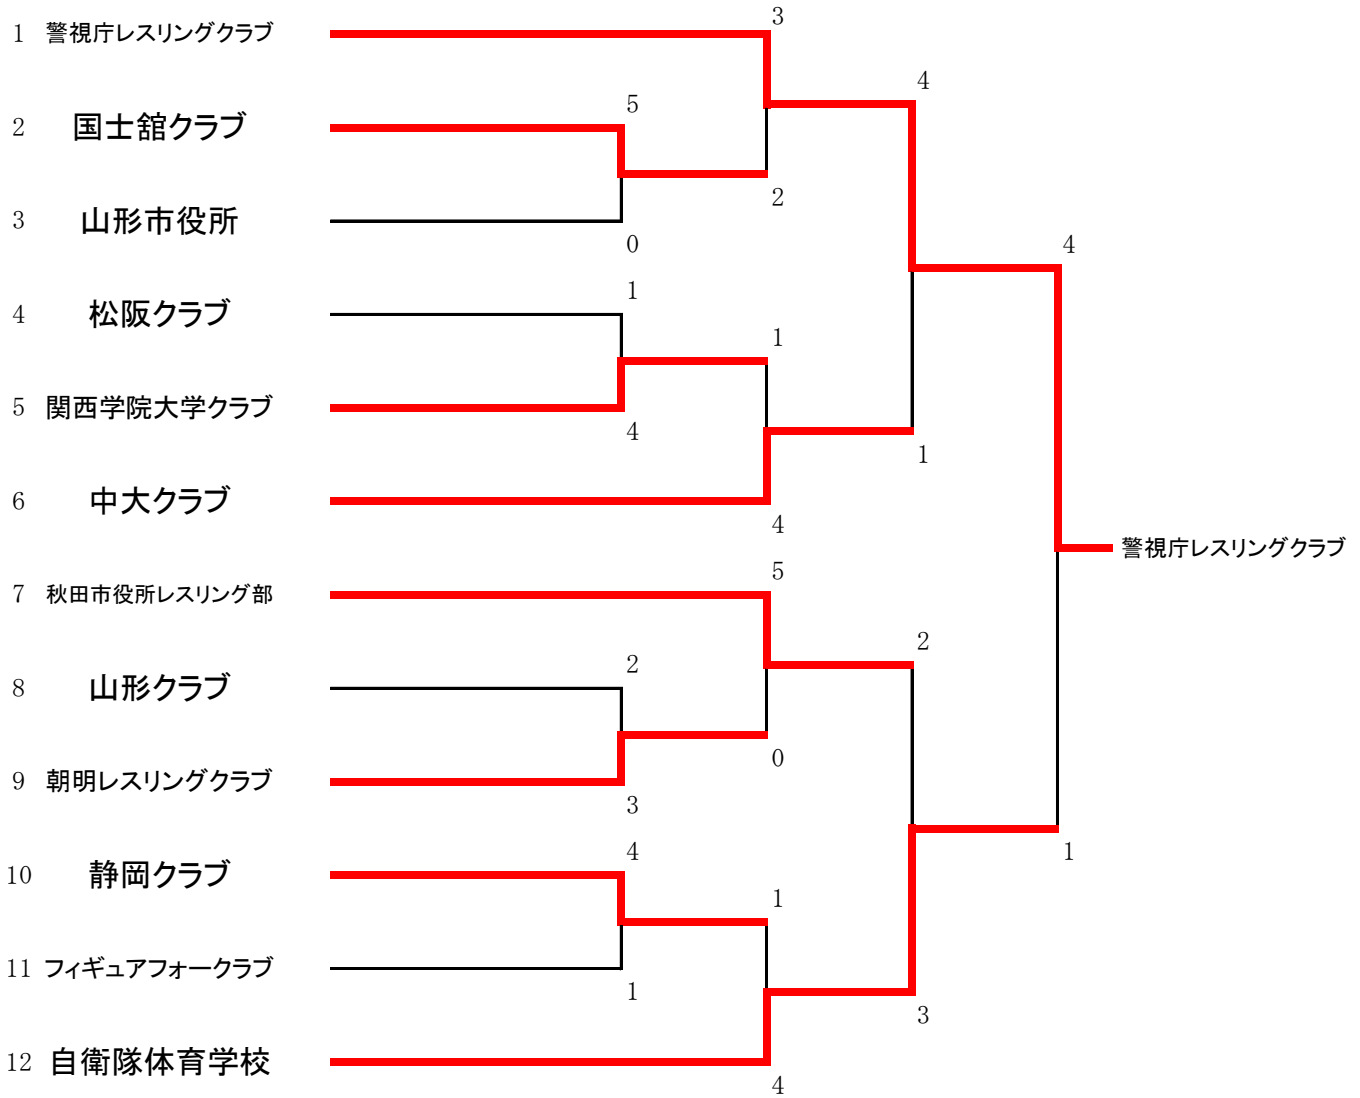 1 警視庁レスリングクラブ
3
4
5
2 国士舘クラブ
2
3 山形市役所
0
4
1
4 松阪クラブ
1
5 関西学院大学クラブ
4
1
6 中大クラブ
4
警視庁レスリングクラブ
5
7 秋田市役所レスリング部
2
2
8 山形クラブ
0
9 朝明レスリングクラブ
3
4
1
10 静岡クラブ
1
11 フィギュアフォークラブ
1
3
12 自衛隊体育学校
4